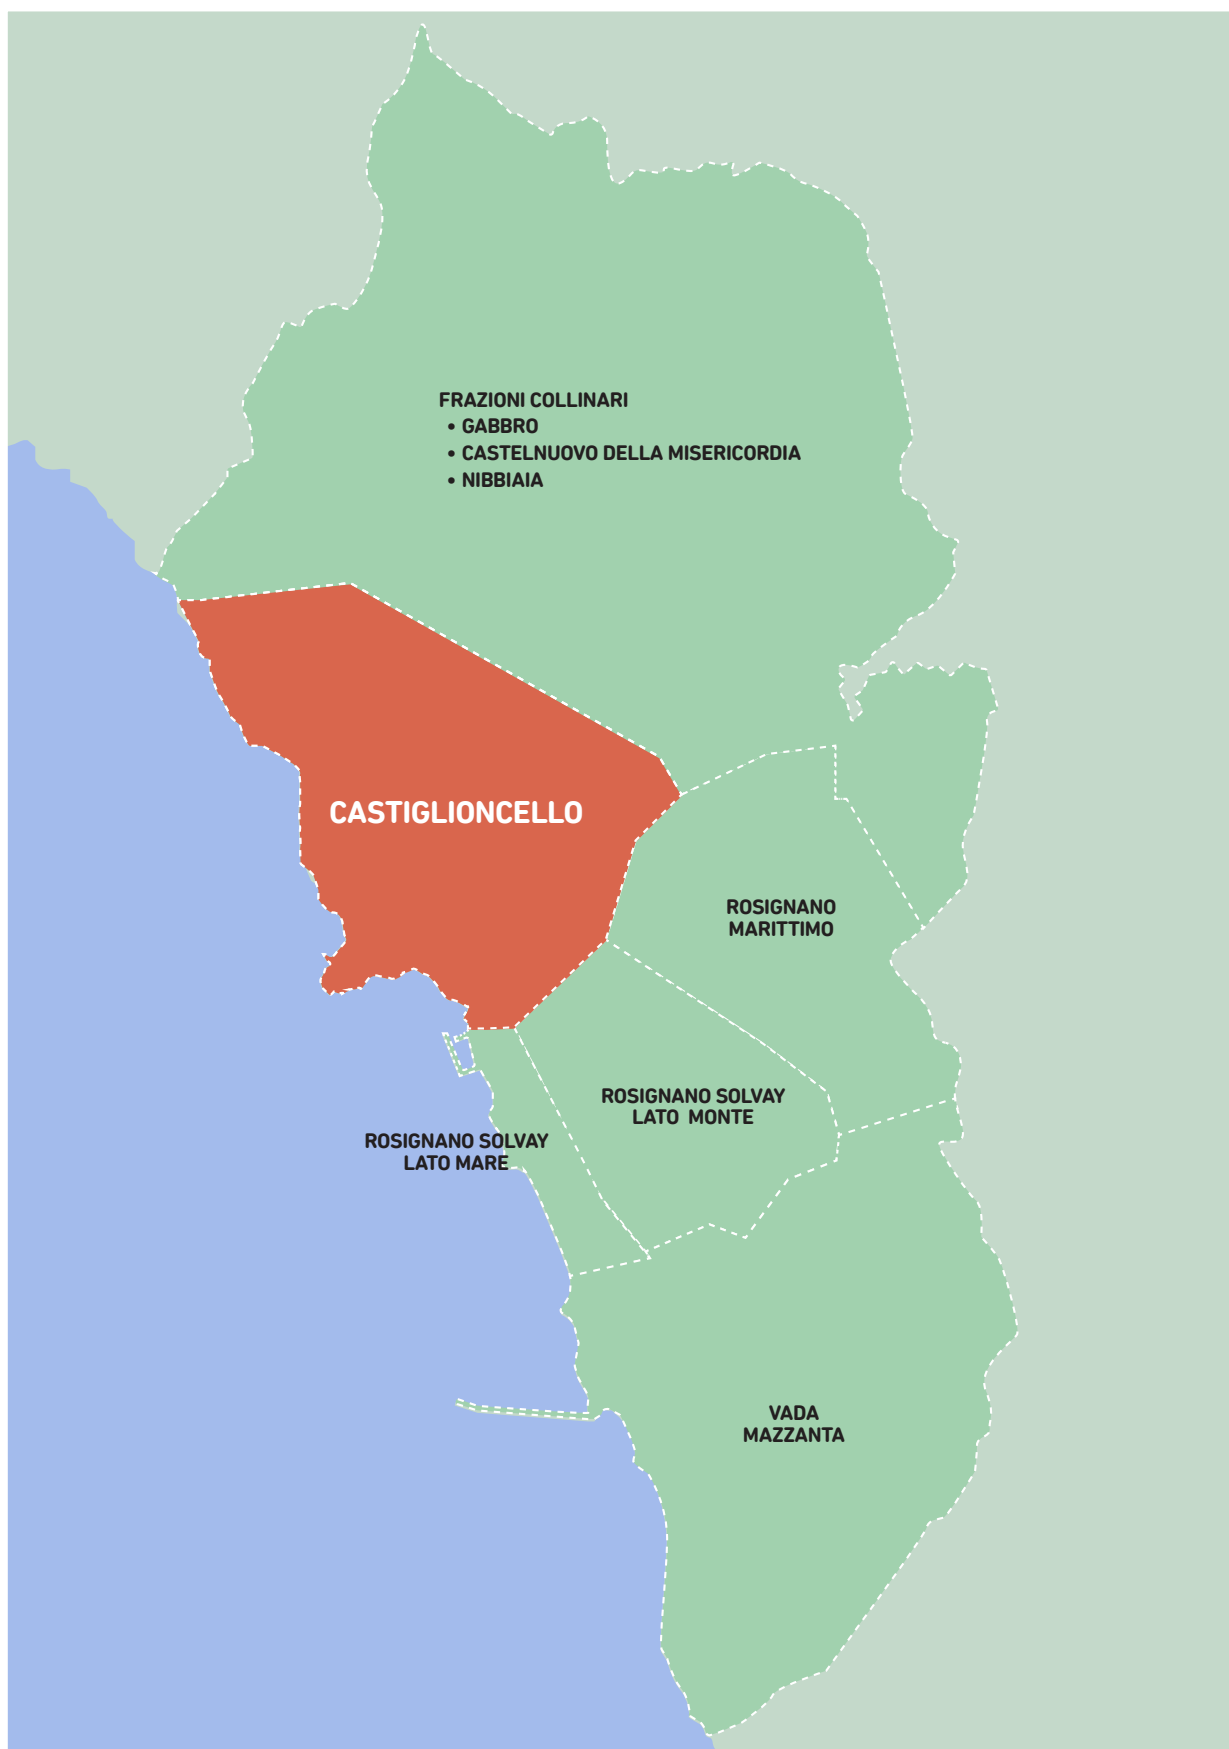 FRAZIONI COLLINARI
• GABBRO
• CASTELNUOVO DELLA MISERICORDIA
• NIBBIAIA
CASTIGLIONCELLO
ROSIGNANO
MARITTIMO
ROSIGNANO SOLVAY
LATO MONTE
ROSIGNANO SOLVAY
LATO MARE
VADA
MAZZANTA